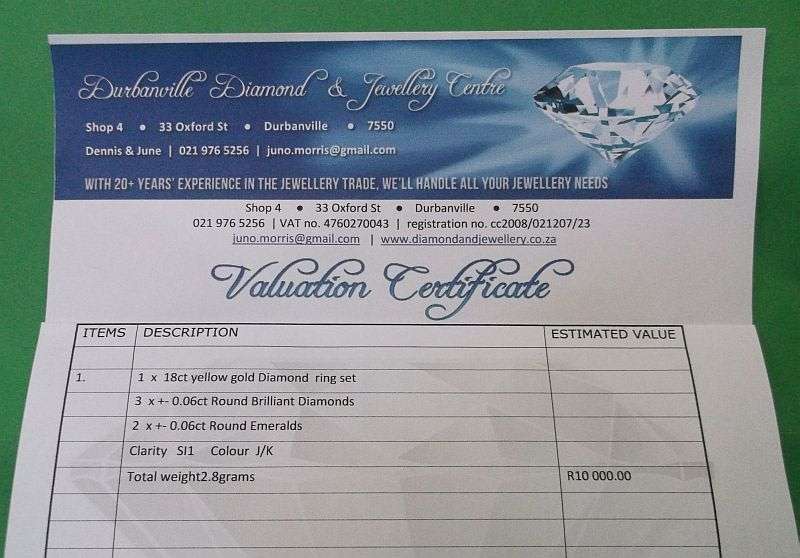 Durbanville Diamond & Jewellery Centre
Shop 4 • 33 Oxford St • Durbanville • 7550
Dennis & June | 021 976 5256 | juno.morris@gmail.com
WITH 20+ YEARS' EXPERIENCE IN THE JEWELLERY TRADE, WE'LL HANDLE ALL YOUR JEWELLERY NEEDS
Shop 4 • 33 Oxford St • Durbanville • 7550
021 976 5256 | VAT no. 4760270043 | registration no. cc2008/021207/23
juno.morris@gmail.com | www.diamondandjewellery.co.za
Valuation Certificate
ITEMS DESCRIPTION ESTIMATED VALUE
1. 1 x 18ct yellow gold Diamond ring set
3 x +- 0.06ct Round Brilliant Diamonds
2 x +- 0.06ct Round Emeralds
Clarity SI1 Colour J/K
Total weight2.8grams R10 000.00